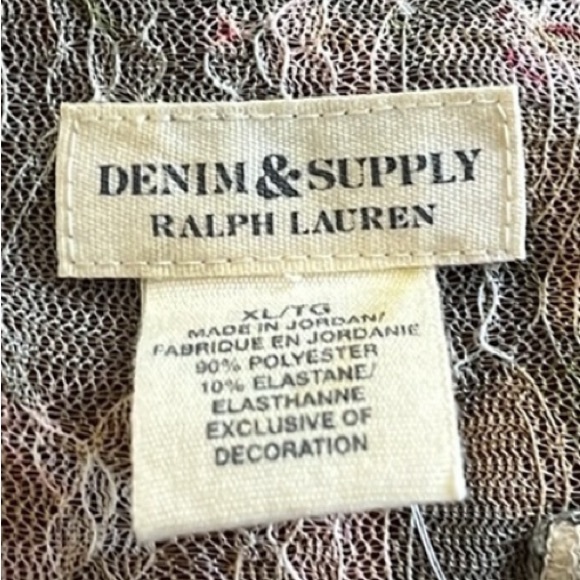 DENIM & SUPPLY
RALPH LAUREN
XL/TG
MADE IN JORDAN/
FABRIQUE EN JORDANIE
90% POLYESTER
10% ELASTANE/
ELASTHANNE
EXCLUSIVE OF
DECORATION